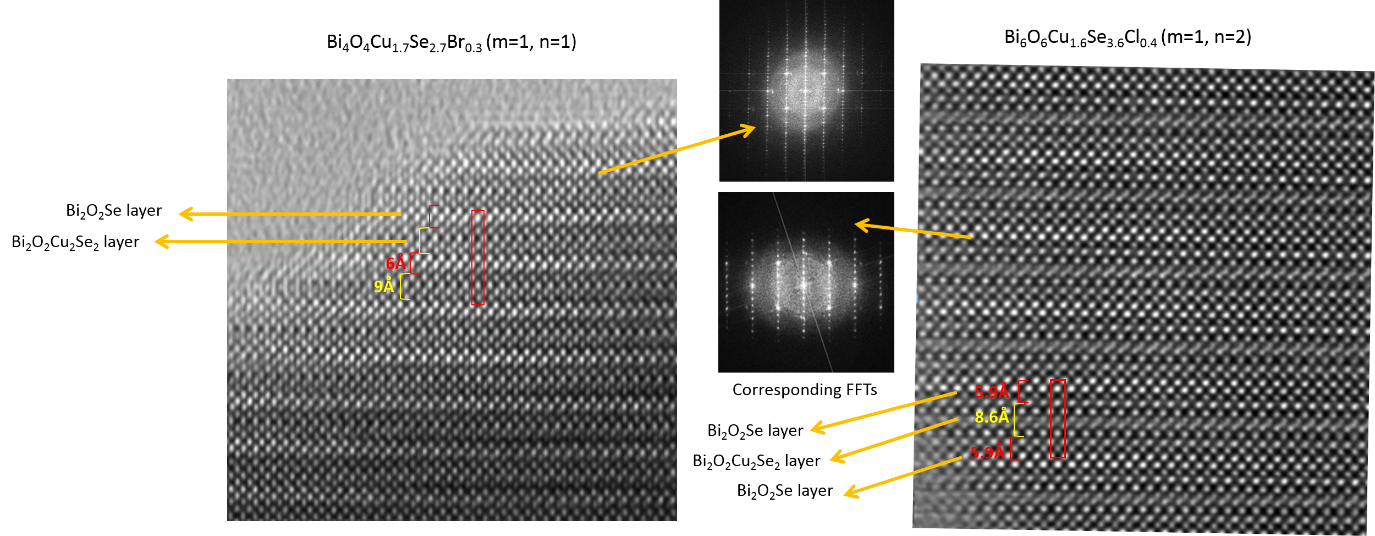 Bi₄O₄Cu₁.₇Se₂.₇Br₀.₃ (m=1, n=1)
Bi₆O₆Cu₁.₆Se₃.₆Cl₀.₄ (m=1, n=2)
Bi₂O₂Se layer
Bi₂O₂Cu₂Se₂ layer
6Å
9Å
Corresponding FFTs
5.9Å
8.6Å
5.9Å
Bi₂O₂Se layer
Bi₂O₂Cu₂Se₂ layer
Bi₂O₂Se layer